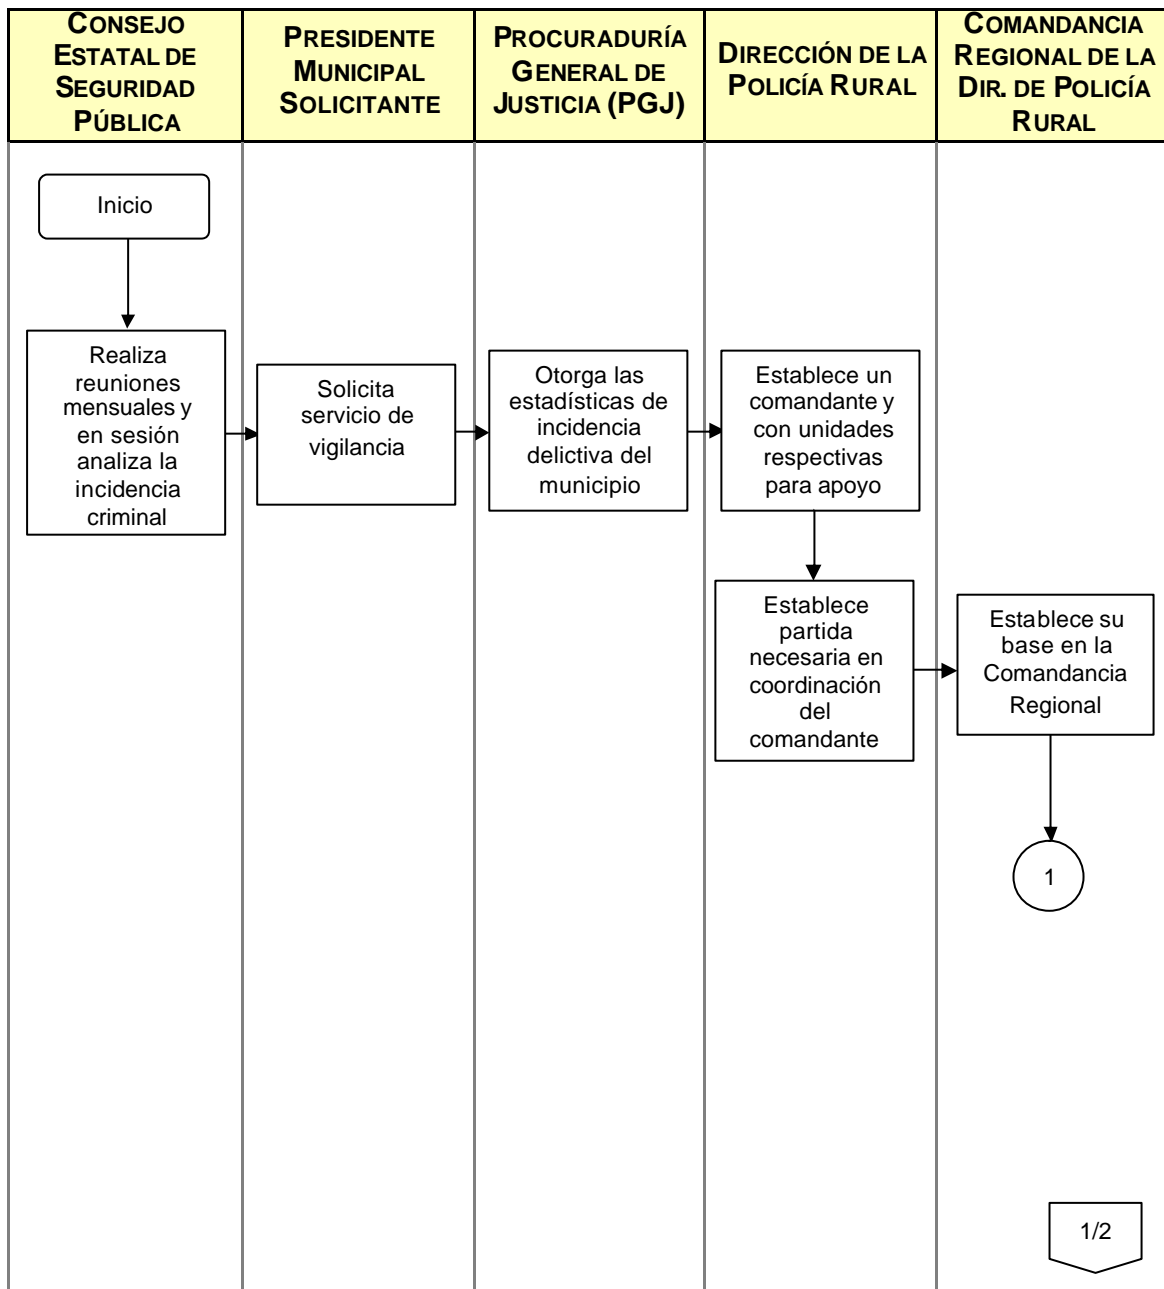 CONSEJO
ESTATAL DE
SEGURIDAD
PÚBLICA
PRESIDENTE
MUNICIPAL
SOLICITANTE
PROCURADURÍA
GENERAL DE
JUSTICIA (PGJ)
DIRECCIÓN DE LA
POLICÍA RURAL
COMANDANCIA
REGIONAL DE LA
DIR. DE POLICÍA
RURAL
Inicio
Realiza
reuniones
mensuales y
en sesión
analiza la
incidencia
criminal
Solicita
servicio de
vigilancia
Otorga las
estadísticas de
incidencia
delictiva del
municipio
Establece un
comandante y
con unidades
respectivas
para apoyo
Establece
partida
necesaria en
coordinación
del
comandante
Establece su
base en la
Comandancia
Regional
1
1/2